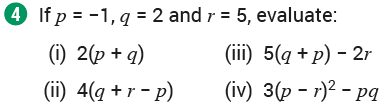 4 If p = −1, q = 2 and r = 5, evaluate:
(i) 2(p + q) (iii) 5(q + p) − 2r
(ii) 4(q + r − p) (iv) 3(p − r)² − pq